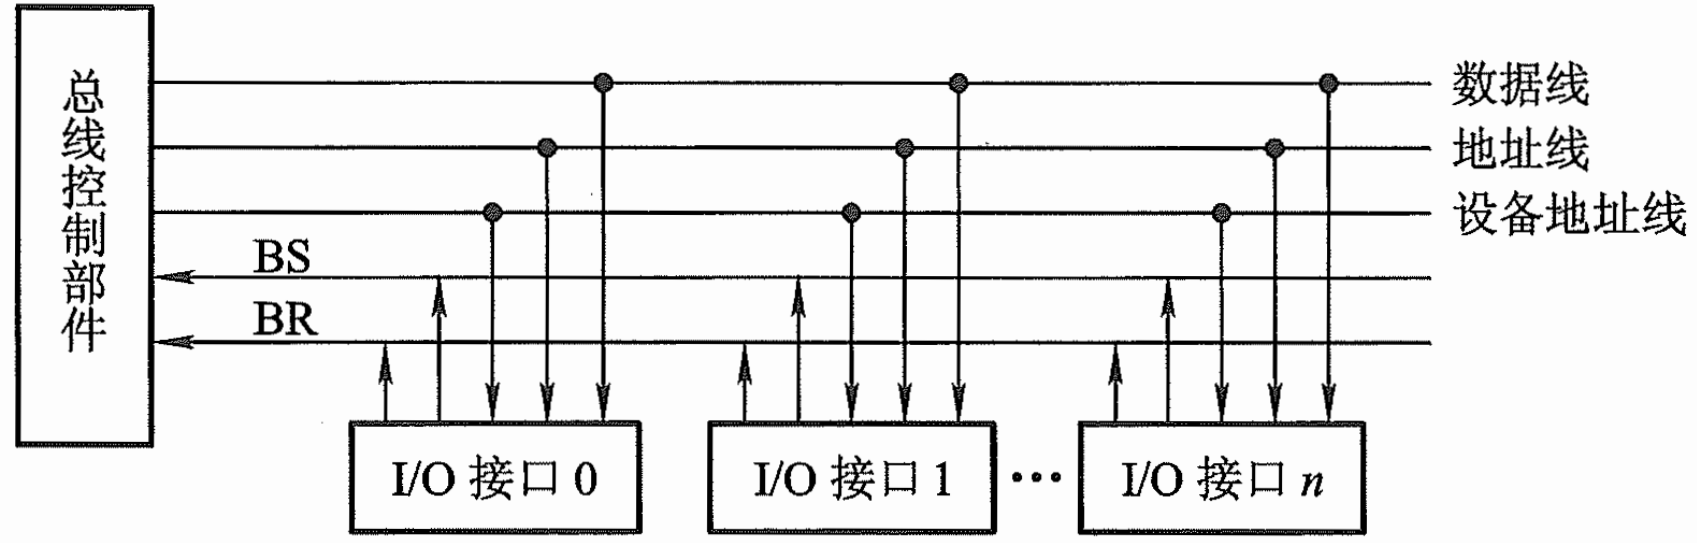 总线控制部件
数据线
地址线
设备地址线
BS
BR
I/O 接口 0
I/O 接口 1
…
I/O 接口 n